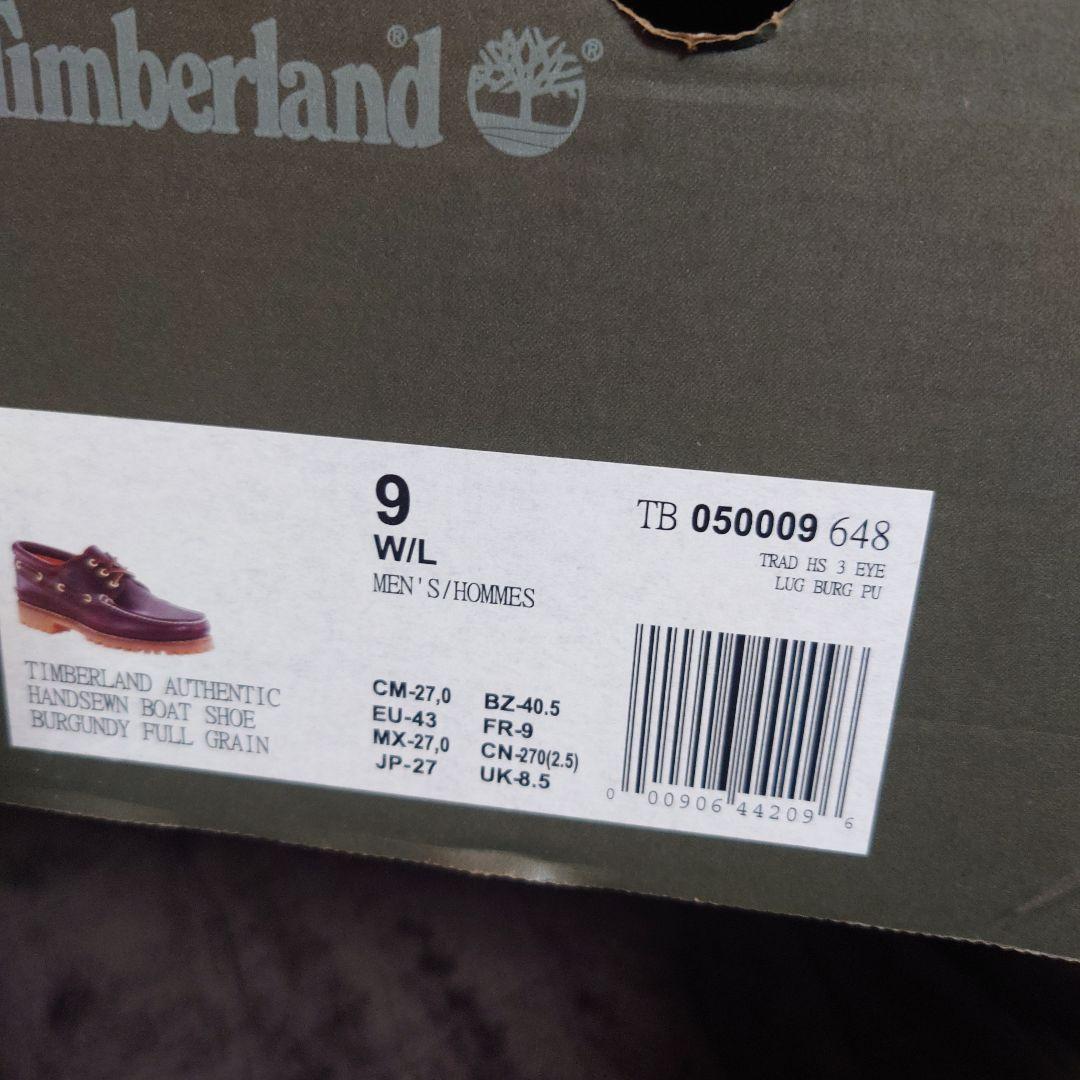 Timberland®
®
9
W/L
MEN'S/HOMMES
TB 050009 648
TRAD HS 3 EYE
LUG BURG PU
TIMBERLAND AUTHENTIC
HANDSEWN BOAT SHOE
BURGUNDY FULL GRAIN
CM-27,0 BZ-40.5
EU-43 FR-9
MX-27,0 CN-270(2.5)
JP-27 UK-8.5
0 00906 44209 6